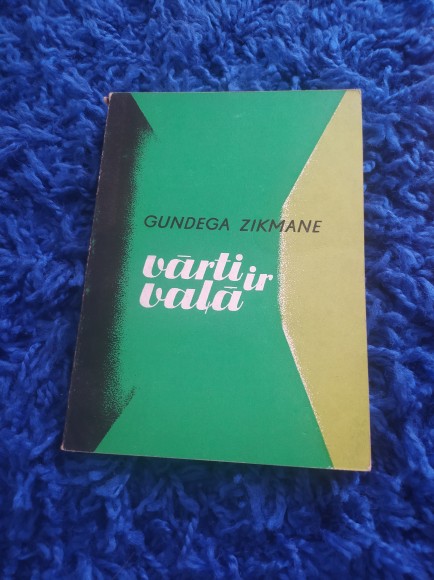 GUNDEGA ZIKMANE
vārti ir
vaļā